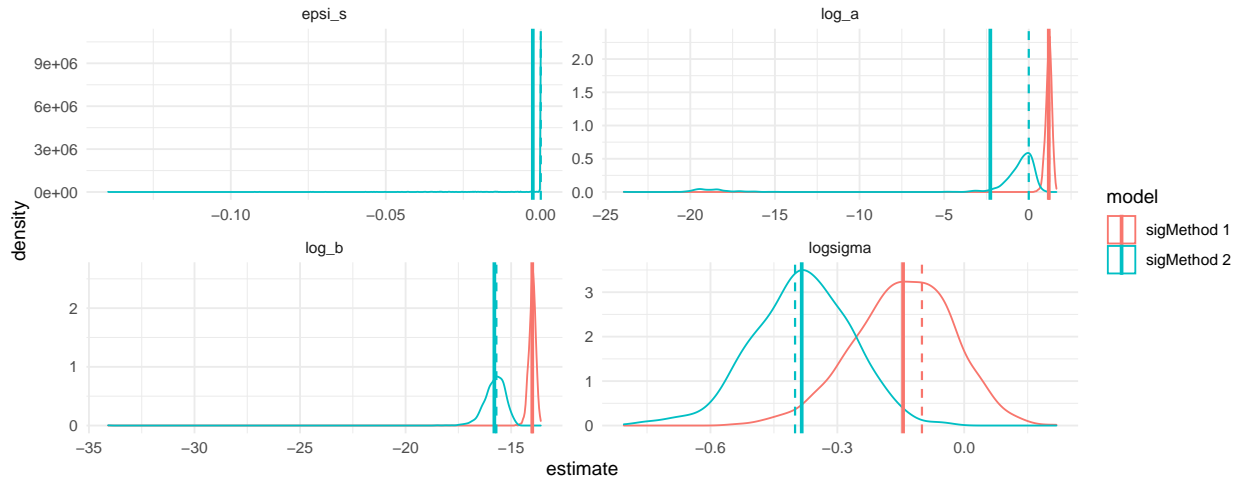 epsi_s
log_a
9e+06
6e+06
3e+06
0e+00
−0.10
−0.05
0.00
2.0
1.5
1.0
0.5
0.0
−25
−20
−15
−10
−5
0
log_b
logsigma
2
1
0
−35
−30
−25
−20
−15
3
2
1
0
−0.6
−0.3
0.0
density
estimate
model
sigMethod 1
sigMethod 2